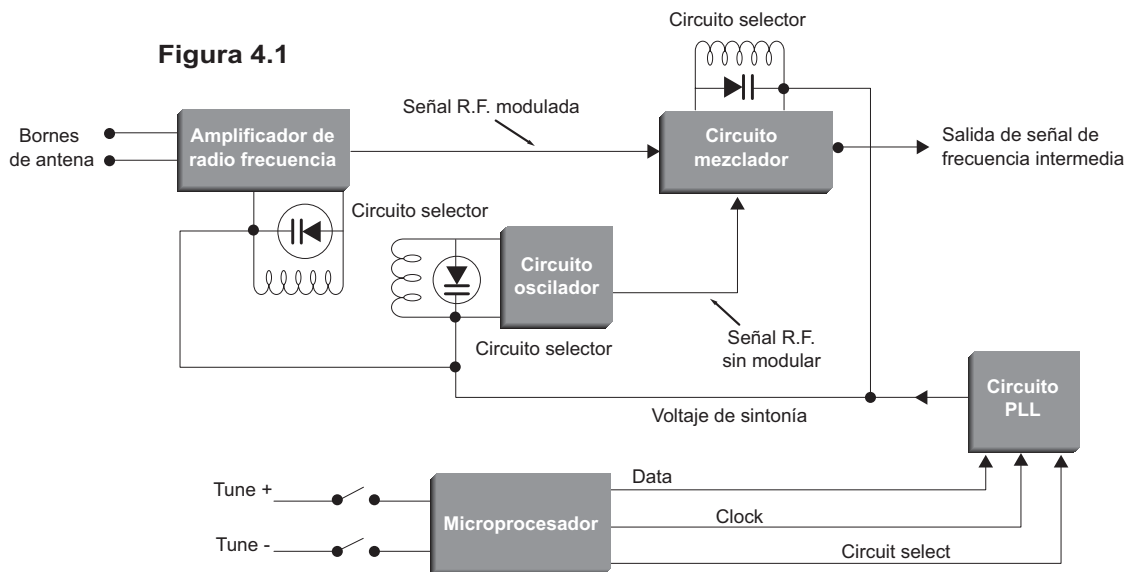 Figura 4.1
Circuito selector
Bornes
de antena
Amplificador de
radio frecuencia
Señal R.F. modulada
Circuito
mezclador
Salida de señal de
frecuencia intermedia
Circuito selector
Circuito
oscilador
Circuito selector
Señal R.F.
sin modular
Voltaje de sintonía
Circuito
PLL
Tune +
Tune -
Microprocesador
Data
Clock
Circuit select